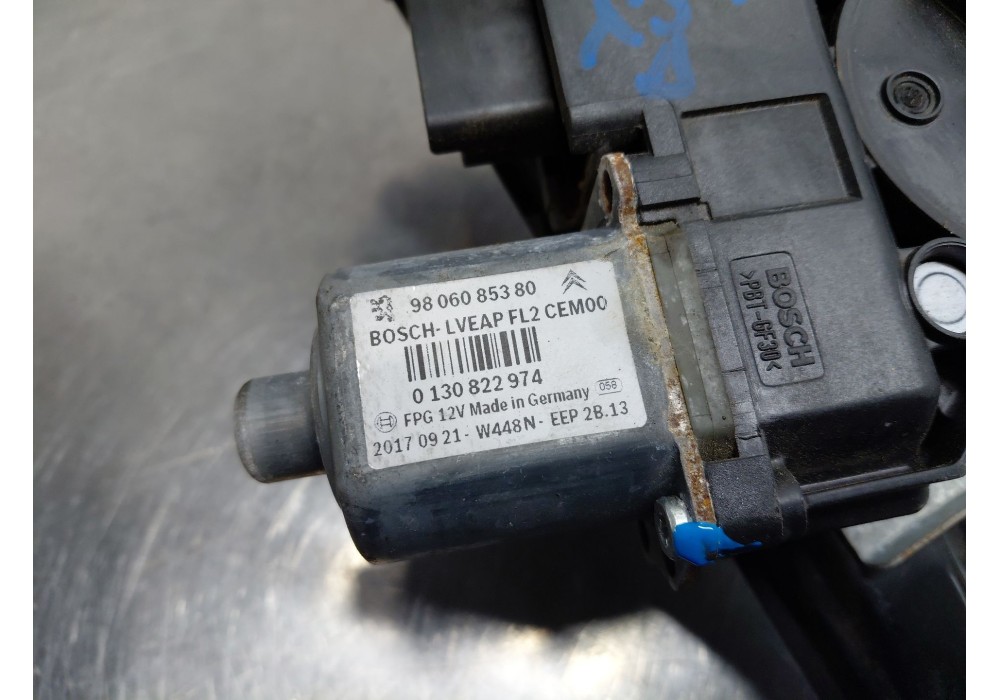 98 060 853 80
BOSCH- LVEAP FL2 CEM00
0 130 822 974
FPG 12V Made in Germany 058
2017 09 21- W448N- EEP 2B.13
BOSCH
>PBT-GF30<